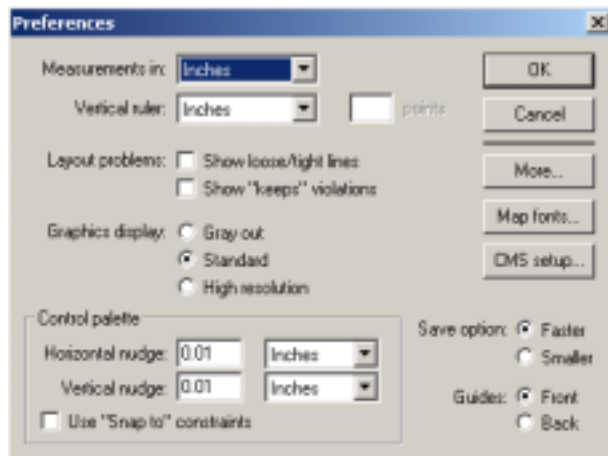 Preferences
Measurements in: Inches
OK
Vertical ruler: Inches points
Cancel
Layout problems: Show loose/tight lines
More...
Show "keeps" violations
Map fonts...
Graphics display: Gray out
Standard
CMS setup...
High resolution
Control palette
Horizontal nudge: 0.01 Inches
Vertical nudge: 0.01 Inches
Use "Snap to" constraints
Save option: Faster
Smaller
Guides: Front
Back